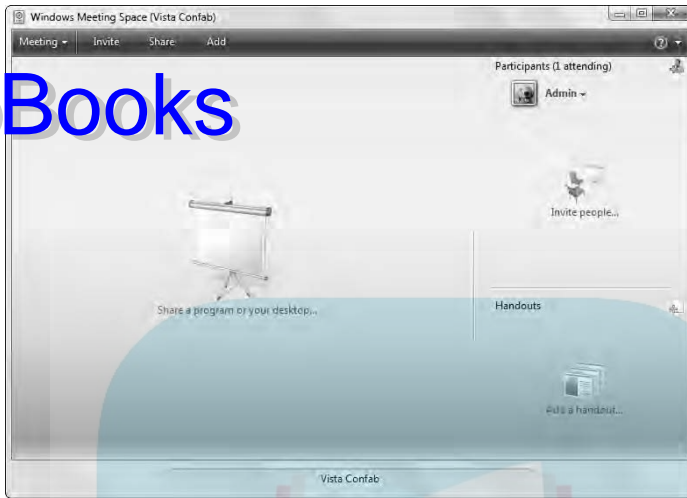 Windows Meeting Space (Vista Confab)
Meeting Invite Share Add
Participants (1 attending)
Admin
Books
Invite people...
Share a program or your desktop...
Handouts
Add a handout...
Vista Confab